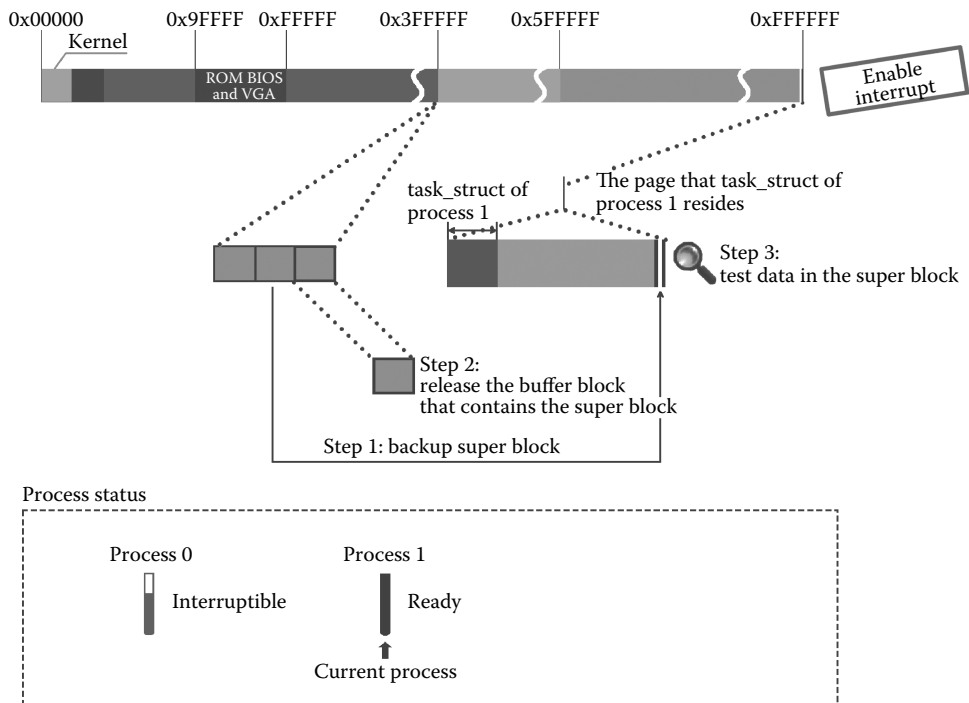 0x00000 0x9FFFF 0xFFFFF 0x3FFFFF 0x5FFFFF 0xFFFFFF
Kernel
ROM BIOS
and VGA
Enable
interrupt
task_struct of
process 1
The page that task_struct of
process 1 resides
Step 3:
test data in the super block
Step 2:
release the buffer block
that contains the super block
Step 1: backup super block
Process status
Process 0 Process 1
Interruptible Ready
Current process